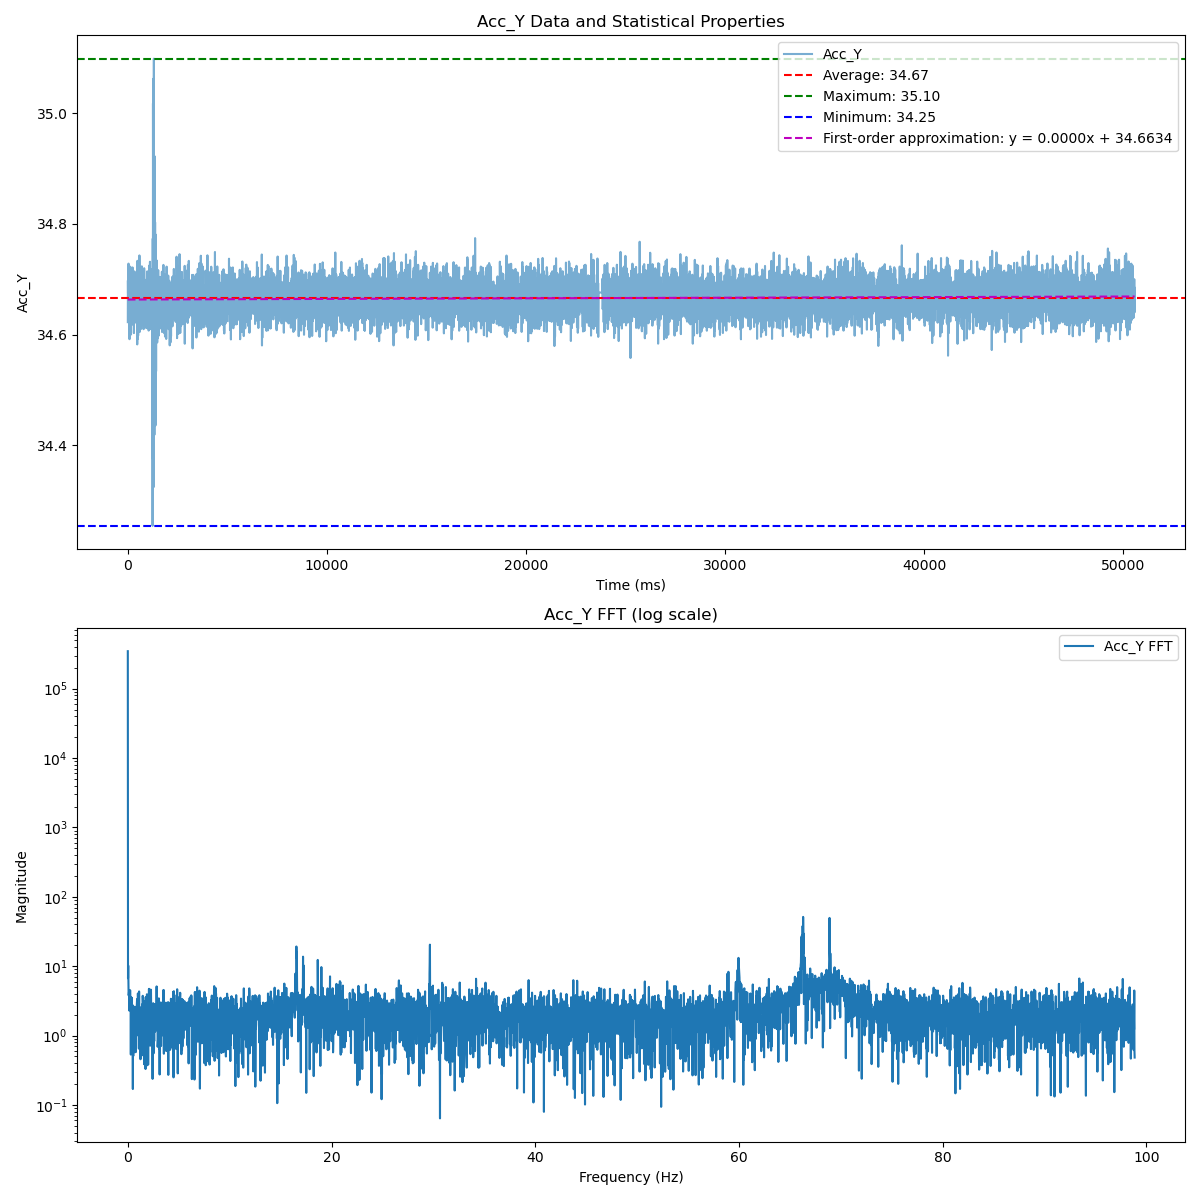 Acc_Y Data and Statistical Properties
Acc_Y
Average: 34.67
Maximum: 35.10
Minimum: 34.25
First-order approximation: y = 0.0000x + 34.6634
35.0
34.8
34.6
34.4
Acc_Y
0 10000 20000 30000 40000 50000
Time (ms)
Acc_Y FFT (log scale)
Acc_Y FFT
10⁵
10⁴
10³
10²
10¹
10⁰
10⁻¹
Magnitude
0 20 40 60 80 100
Frequency (Hz)